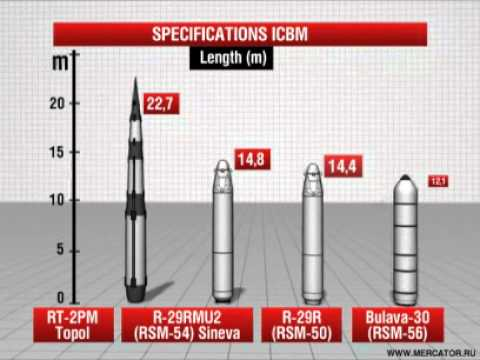 SPECIFICATIONS ICBM
Length (m)
m
20
15
10
5
0
22,7
14,8
14,4
12,1
RT-2PM
Topol
R-29RMU2
(RSM-54) Sineva
R-29R
(RSM-50)
Bulava-30
(RSM-56)
WWW.MERCATOR.RU